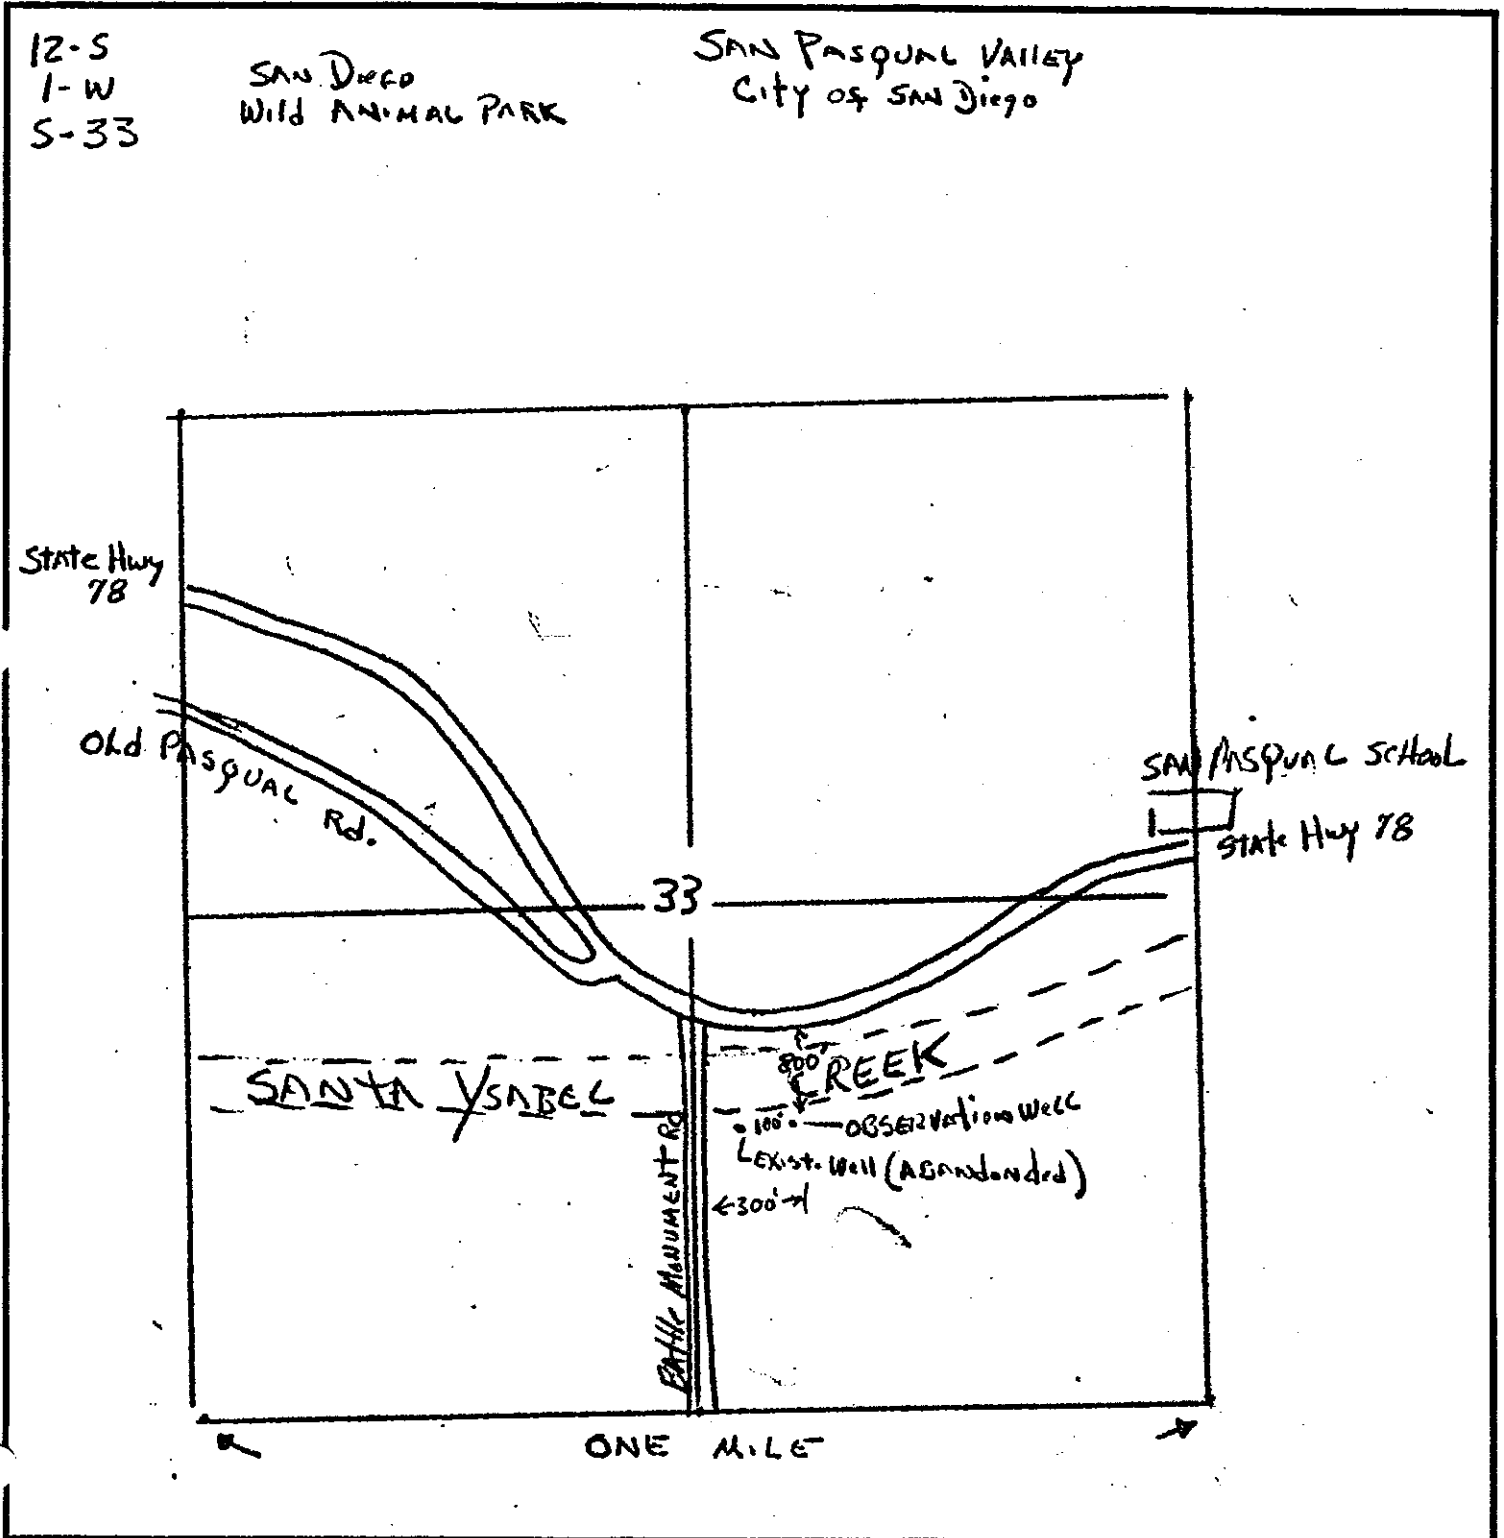 12-S
1-W
S-33
SAN DIEGO
Wild ANIMAL PARK
SAN PASQUAL VALLEY
City of SAN Diego
State Hwy
78
Old PASQUAL Rd.
SAN PASQUAL SCHOOL
State Hwy 78
33
800'
SANTA YSABEL CREEK
100'
OBSERVATION WELL
EXIST. Well (ABANDONDED)
300'
Battle MONUMENT Rd
ONE MILE